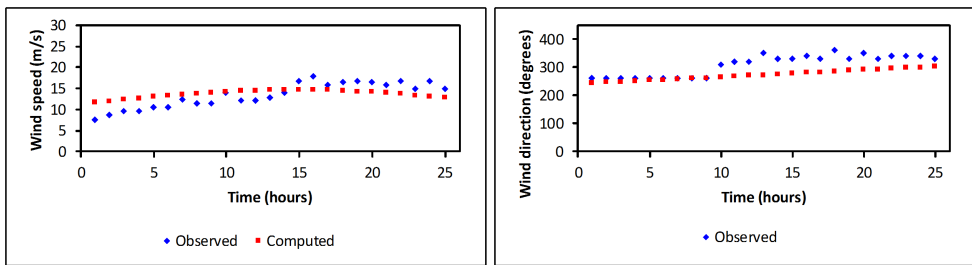 Wind speed (m/s)
30
25
20
15
10
5
0
0 5 10 15 20 25
Time (hours)
Observed Computed
Wind direction (degrees)
400
300
200
100
0
0 5 10 15 20 25
Time (hours)
Observed